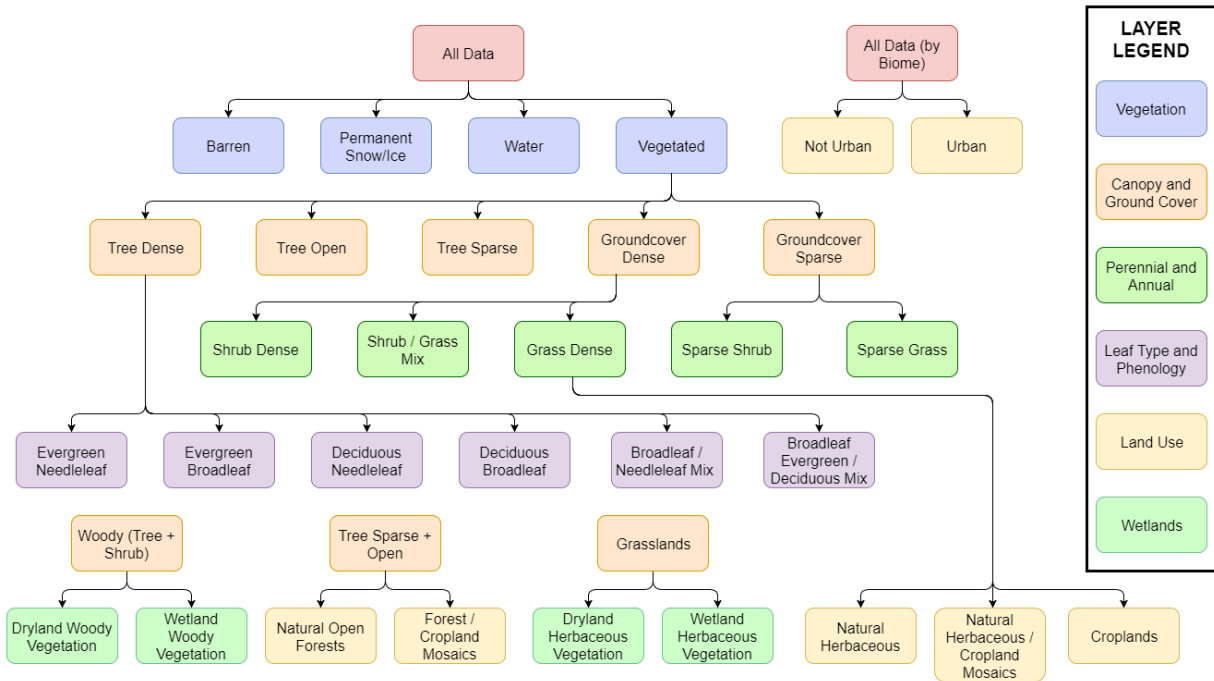 All Data
All Data (by
Biome)
LAYER
LEGEND
Vegetation
Canopy and
Ground Cover
Perennial and
Annual
Leaf Type and
Phenology
Land Use
Wetlands
Barren
Permanent
Snow/Ice
Water
Vegetated
Not Urban
Urban
Tree Dense
Tree Open
Tree Sparse
Groundcover
Dense
Groundcover
Sparse
Shrub Dense
Shrub / Grass
Mix
Grass Dense
Sparse Shrub
Sparse Grass
Evergreen
Needleleaf
Evergreen
Broadleaf
Deciduous
Needleleaf
Deciduous
Broadleaf
Broadleaf /
Needleleaf Mix
Broadleaf
Evergreen /
Deciduous Mix
Woody (Tree +
Shrub)
Tree Sparse +
Open
Grasslands
Dryland Woody
Vegetation
Wetland
Woody
Vegetation
Natural Open
Forests
Forest /
Cropland
Mosaics
Dryland
Herbaceous
Vegetation
Wetland
Herbaceous
Vegetation
Natural
Herbaceous
Natural
Herbaceous /
Cropland
Mosaics
Croplands